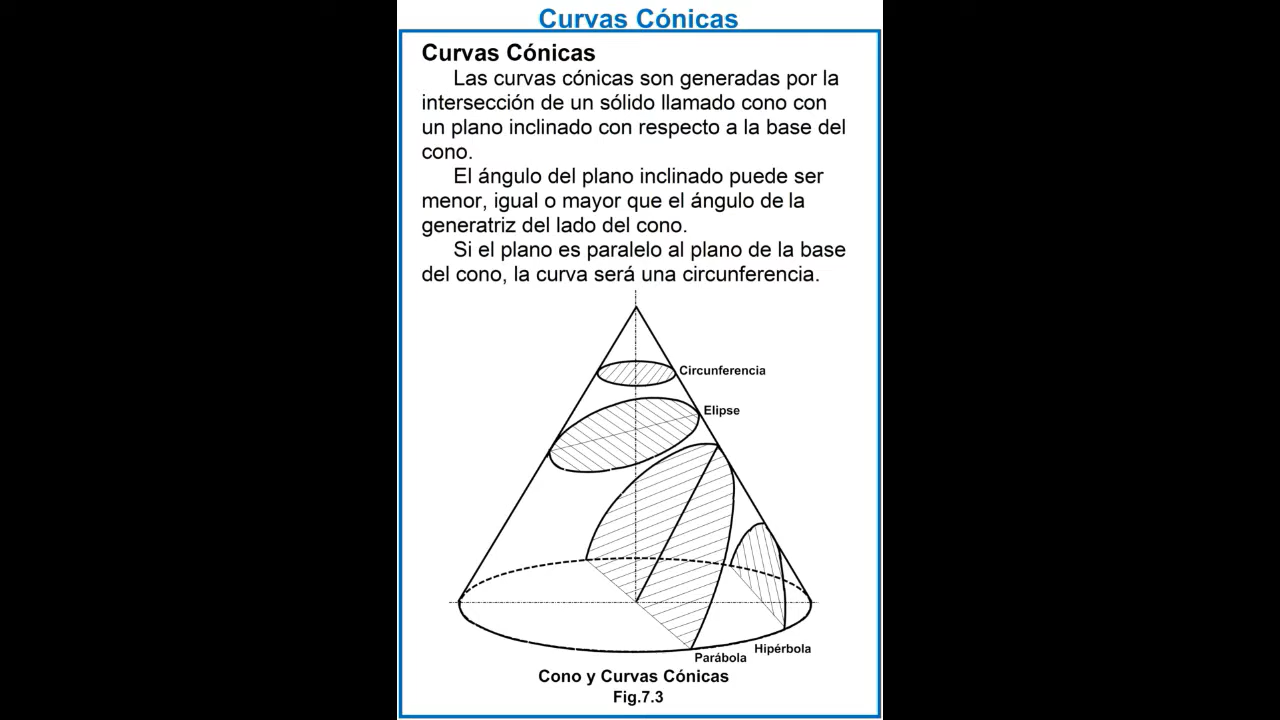 Curvas Cónicas
Curvas Cónicas
Las curvas cónicas son generadas por la
intersección de un sólido llamado cono con
un plano inclinado con respecto a la base del
cono.
El ángulo del plano inclinado puede ser
menor, igual o mayor que el ángulo de la
generatriz del lado del cono.
Si el plano es paralelo al plano de la base
del cono, la curva será una circunferencia.
Circunferencia
Elipse
Hipérbola
Parábola
Cono y Curvas Cónicas
Fig.7.3